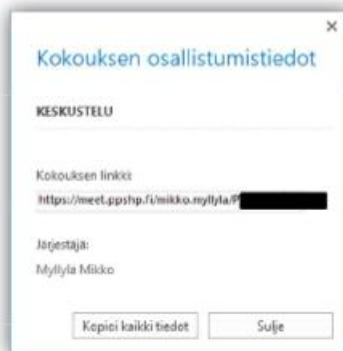 Kokouksen osallistumistiedot
KESKUSTELU
Kokouksen linkki:
https://meet.ppshp.fi/mikko.myllyla/P
Järjestäjä:
Myllyla Mikko
Kopioi kaikki tiedot Sulje